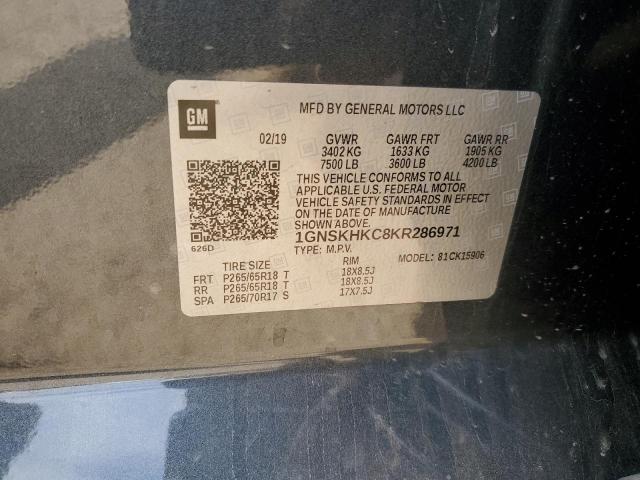 GM
MFD BY GENERAL MOTORS LLC
02/19 GVWR GAWR FRT GAWR RR
3402 KG 1633 KG 1905 KG
7500 LB 3600 LB 4200 LB
THIS VEHICLE CONFORMS TO ALL
APPLICABLE U.S. FEDERAL MOTOR
VEHICLE SAFETY STANDARDS IN EFFECT
ON THE DATE OF MANUFACTURE
SHOWN ABOVE.
1GNSKHKC8KR286971
626D
TYPE: M.P.V. MODEL: 81CK15906
TIRE SIZE RIM
FRT P265/65R18 T 18X8.5J
RR P265/65R18 T 18X8.5J
SPA P265/70R17 S 17X7.5J